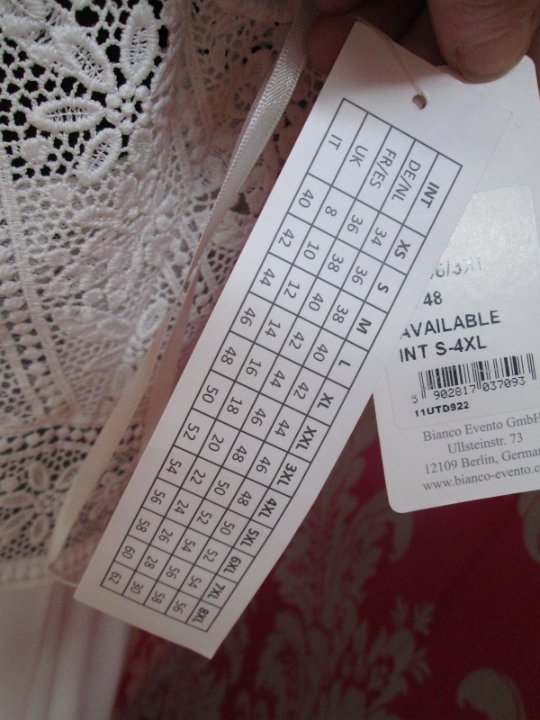 INT XS S M L XL XXL 3XL 4XL 5XL 6XL 7XL 8XL
DE/NL 34 36 38 40 42 44 46 48 50 52 54 56
FR/ES 36 38 40 42 44 46 48 50 52 54 56 58
UK 8 10 12 14 16 18 20 22 24 26 28 30
IT 40 42 44 46 48 50 52 54 56 58 60 62
48
AVAILABLE
INT S-4XL
5 902817 037093
11UTD922
Bianco Evento GmbH
Ullsteinstr. 73
12109 Berlin, German
www.bianco-evento.